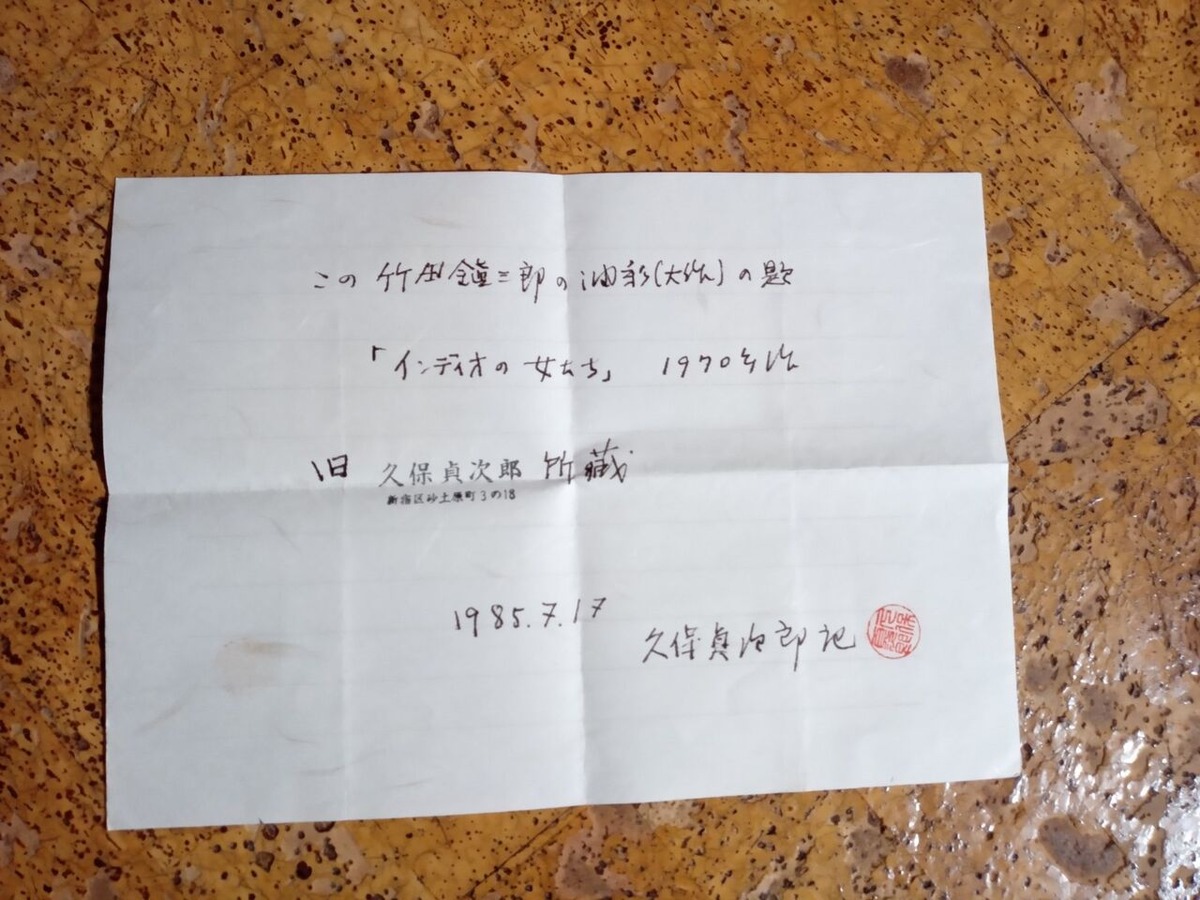 この 竹田鎭三郎の油彩(大作)の題
「インディオの女たち」 1970年作
旧 久保貞次郎 所蔵
新宿区砂土原町3の18
1985.7.17
久保貞次郎記